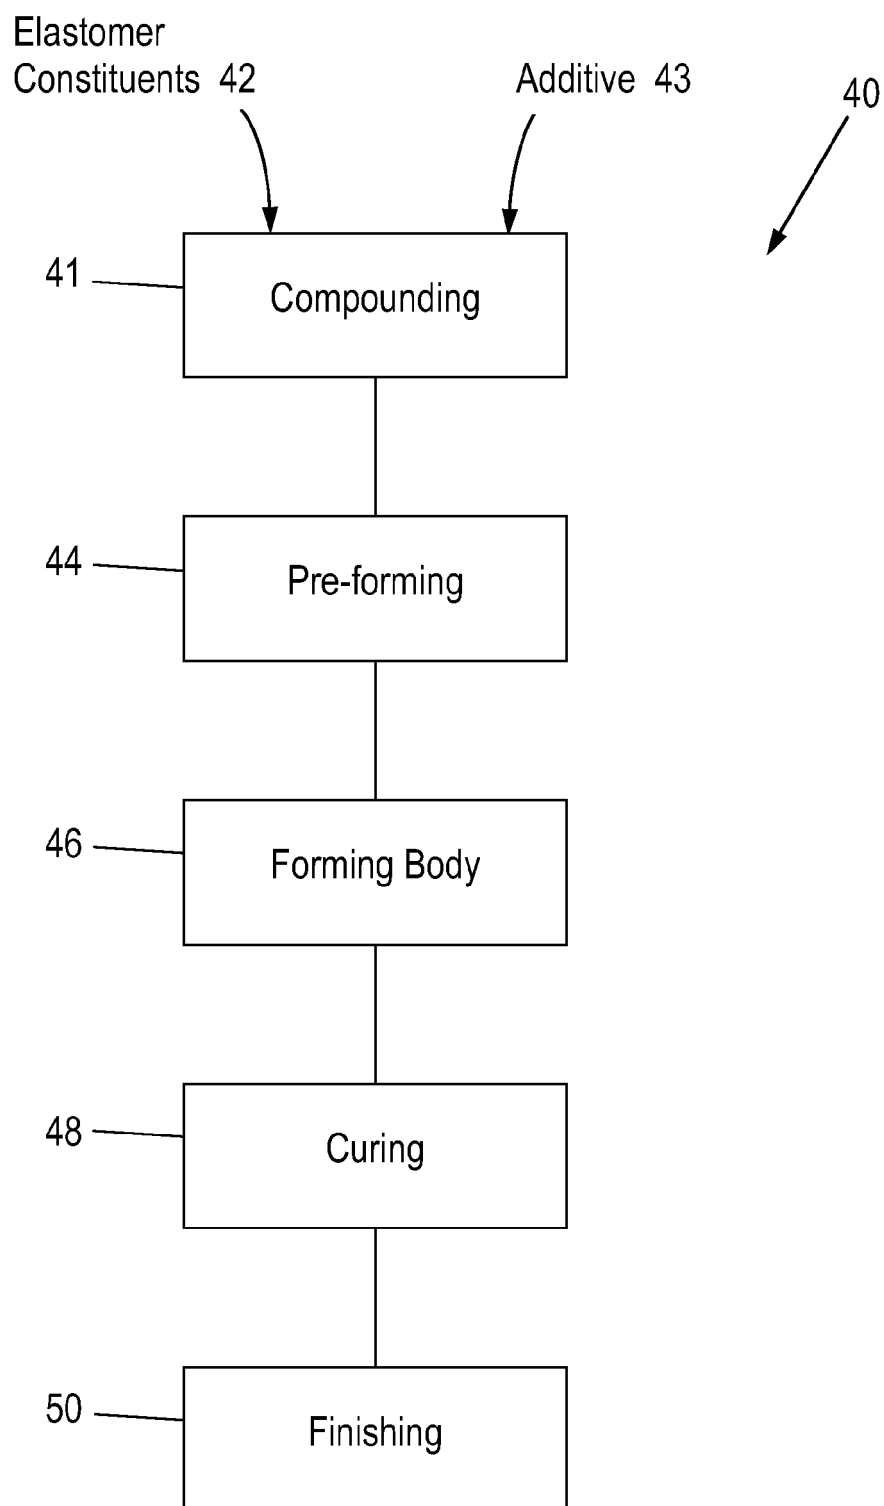 Elastomer
Constituents 42
Additive 43
40
41
Compounding
44
Pre-forming
46
Forming Body
48
Curing
50
Finishing